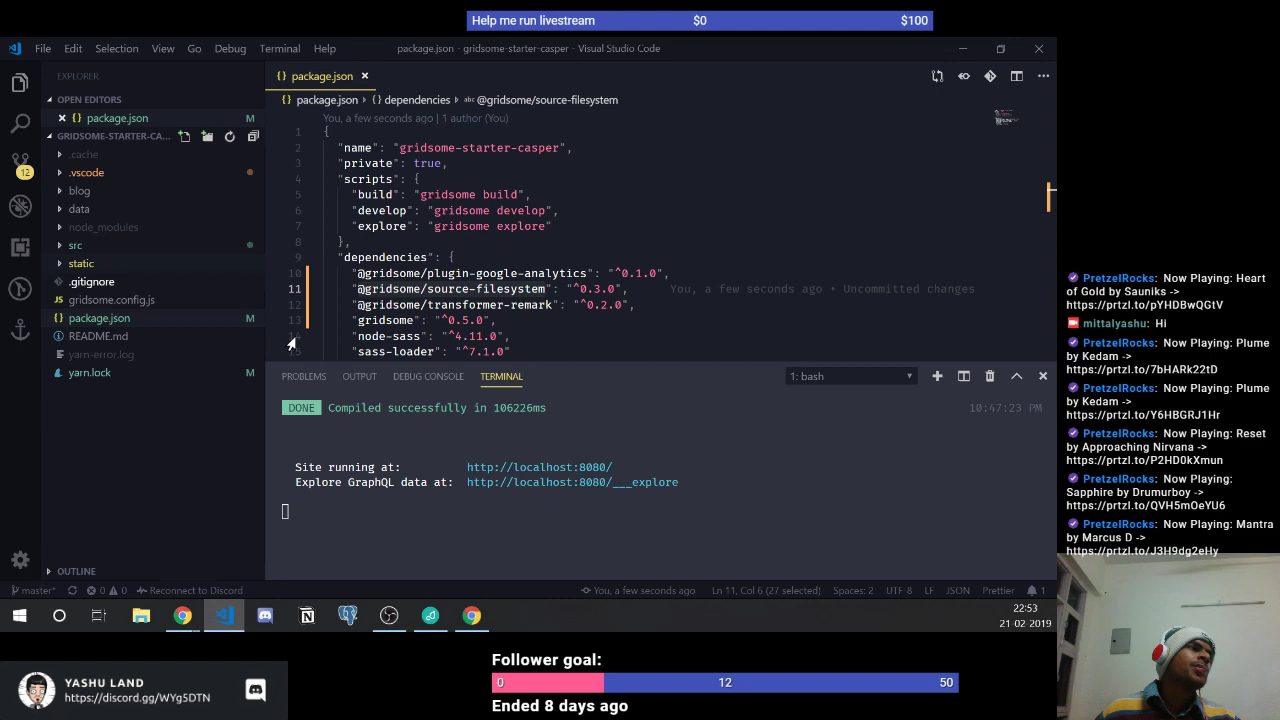 Help me run livestream $0 $100
File Edit Selection View Go Debug Terminal Help package.json - gridsome-starter-casper - Visual Studio Code
EXPLORER
OPEN EDITORS
package.json M
GRIDSOME-STARTER-CA...
.cache
.vscode
blog
data
node_modules
src
static
.gitignore
gridsome.config.js
package.json M
README.md
yarn-error.log
yarn.lock M
OUTLINE
12
{} package.json
{} package.json {} dependencies abc @gridsome/source-filesystem
You, a few seconds ago | 1 author (You)
1 {
2 "name": "gridsome-starter-casper",
3 "private": true,
4 "scripts": {
5 "build": "gridsome build",
6 "develop": "gridsome develop",
7 "explore": "gridsome explore"
8 },
9 "dependencies": {
10 "@gridsome/plugin-google-analytics": "^0.1.0",
11 "@gridsome/source-filesystem": "^0.3.0", You, a few seconds ago • Uncommitted changes
12 "@gridsome/transformer-remark": "^0.2.0",
13 "gridsome": "^0.5.0",
14 "node-sass": "^4.11.0",
15 "sass-loader": "^7.1.0"
PROBLEMS OUTPUT DEBUG CONSOLE TERMINAL 1: bash
DONE Compiled successfully in 106226ms 10:47:23 PM
Site running at: http://localhost:8080/
Explore GraphQL data at: http://localhost:8080/___explore
master* 0 0 Reconnect to Discord You, a few seconds ago Ln 11, Col 6 (27 selected) Spaces: 2 UTF-8 LF JSON Prettier 1
22:53
21-02-2019
PretzelRocks: Now Playing: Heart
of Gold by Sauniks ->
https://prtzl.to/pYHDBwQGtV
mittalyashu: Hi
PretzelRocks: Now Playing: Plume
by Kedam ->
https://prtzl.to/7bHARk22tD
PretzelRocks: Now Playing: Plume
by Kedam ->
https://prtzl.to/Y6HBGRJ1Hr
PretzelRocks: Now Playing: Reset
by Approaching Nirvana ->
https://prtzl.to/P2HD0kXmun
PretzelRocks: Now Playing:
Sapphire by Drumurboy ->
https://prtzl.to/QVH5mOeYU6
PretzelRocks: Now Playing: Mantra
by Marcus D ->
https://prtzl.to/J3H9dg2eHy
YASHU LAND
https://discord.gg/WYg5DTN
Follower goal:
0 12 50
Ended 8 days ago